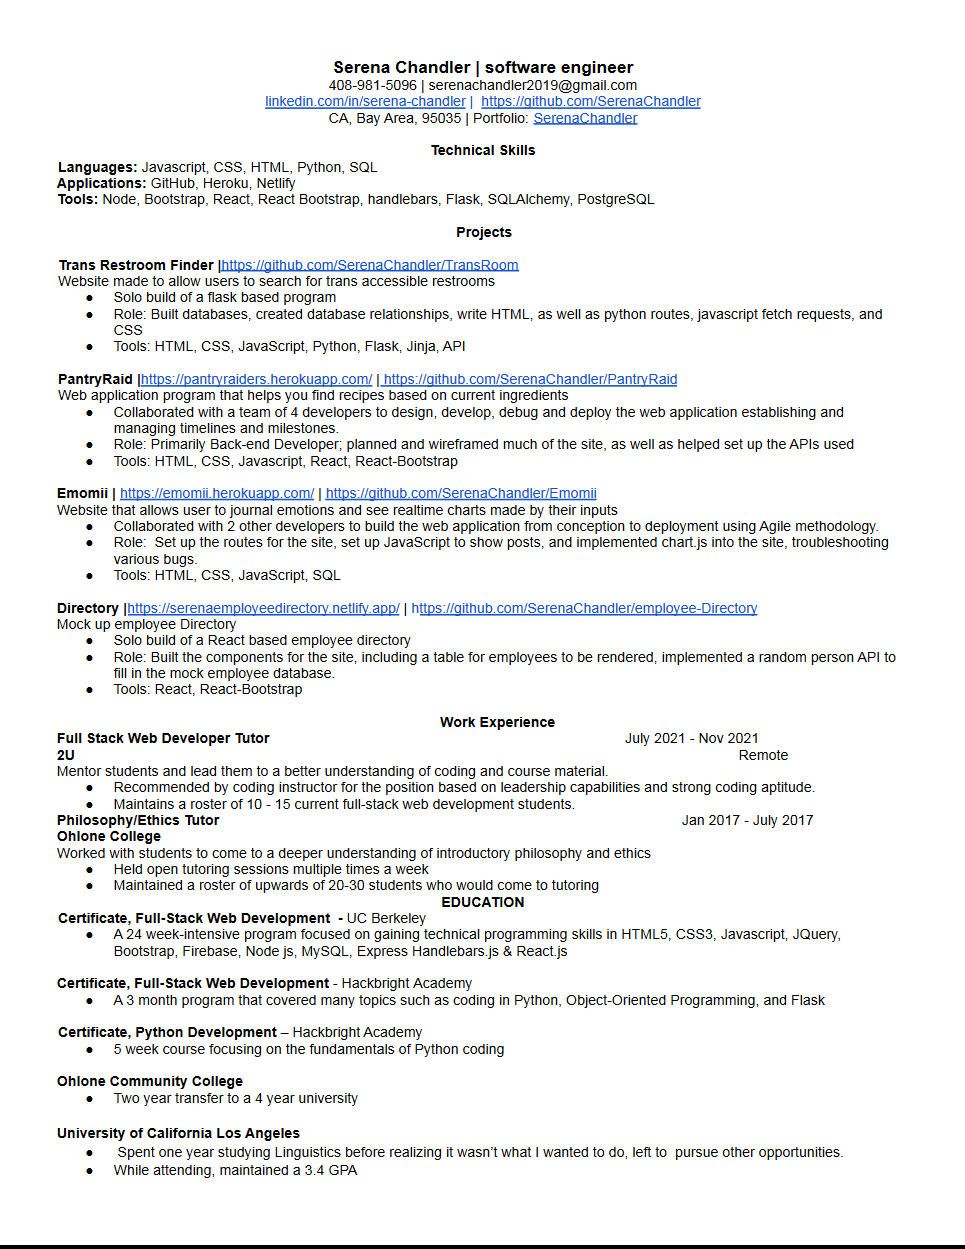 Serena Chandler | software engineer
408-981-5096 | serenachandler2019@gmail.com
linkedin.com/in/serena-chandler | https://github.com/SerenaChandler
CA, Bay Area, 95035 | Portfolio: SerenaChandler
Technical Skills
Languages: Javascript, CSS, HTML, Python, SQL
Applications: GitHub, Heroku, Netlify
Tools: Node, Bootstrap, React, React Bootstrap, handlebars, Flask, SQLAlchemy, PostgreSQL
Projects
Trans Restroom Finder |https://github.com/SerenaChandler/TransRoom
Website made to allow users to search for trans accessible restrooms
● Solo build of a flask based program
● Role: Built databases, created database relationships, write HTML, as well as python routes, javascript fetch requests, and
CSS
● Tools: HTML, CSS, JavaScript, Python, Flask, Jinja, API
PantryRaid |https://pantryraiders.herokuapp.com/ | https://github.com/SerenaChandler/PantryRaid
Web application program that helps you find recipes based on current ingredients
● Collaborated with a team of 4 developers to design, develop, debug and deploy the web application establishing and
managing timelines and milestones.
● Role: Primarily Back-end Developer; planned and wireframed much of the site, as well as helped set up the APIs used
● Tools: HTML, CSS, Javascript, React, React-Bootstrap
Emomii | https://emomii.herokuapp.com/ | https://github.com/SerenaChandler/Emomii
Website that allows user to journal emotions and see realtime charts made by their inputs
● Collaborated with 2 other developers to build the web application from conception to deployment using Agile methodology.
● Role: Set up the routes for the site, set up JavaScript to show posts, and implemented chart.js into the site, troubleshooting
various bugs.
● Tools: HTML, CSS, JavaScript, SQL
Directory |https://serenaemployeedirectory.netlify.app/ | https://github.com/SerenaChandler/employee-Directory
Mock up employee Directory
● Solo build of a React based employee directory
● Role: Built the components for the site, including a table for employees to be rendered, implemented a random person API to
fill in the mock employee database.
● Tools: React, React-Bootstrap
Work Experience
Full Stack Web Developer Tutor July 2021 - Nov 2021
2U Remote
Mentor students and lead them to a better understanding of coding and course material.
● Recommended by coding instructor for the position based on leadership capabilities and strong coding aptitude.
● Maintains a roster of 10 - 15 current full-stack web development students.
Philosophy/Ethics Tutor Jan 2017 - July 2017
Ohlone College
Worked with students to come to a deeper understanding of introductory philosophy and ethics
● Held open tutoring sessions multiple times a week
● Maintained a roster of upwards of 20-30 students who would come to tutoring
EDUCATION
Certificate, Full-Stack Web Development - UC Berkeley
● A 24 week-intensive program focused on gaining technical programming skills in HTML5, CSS3, Javascript, JQuery,
Bootstrap, Firebase, Node js, MySQL, Express Handlebars.js & React.js
Certificate, Full-Stack Web Development - Hackbright Academy
● A 3 month program that covered many topics such as coding in Python, Object-Oriented Programming, and Flask
Certificate, Python Development – Hackbright Academy
● 5 week course focusing on the fundamentals of Python coding
Ohlone Community College
● Two year transfer to a 4 year university
University of California Los Angeles
● Spent one year studying Linguistics before realizing it wasn't what I wanted to do, left to pursue other opportunities.
● While attending, maintained a 3.4 GPA